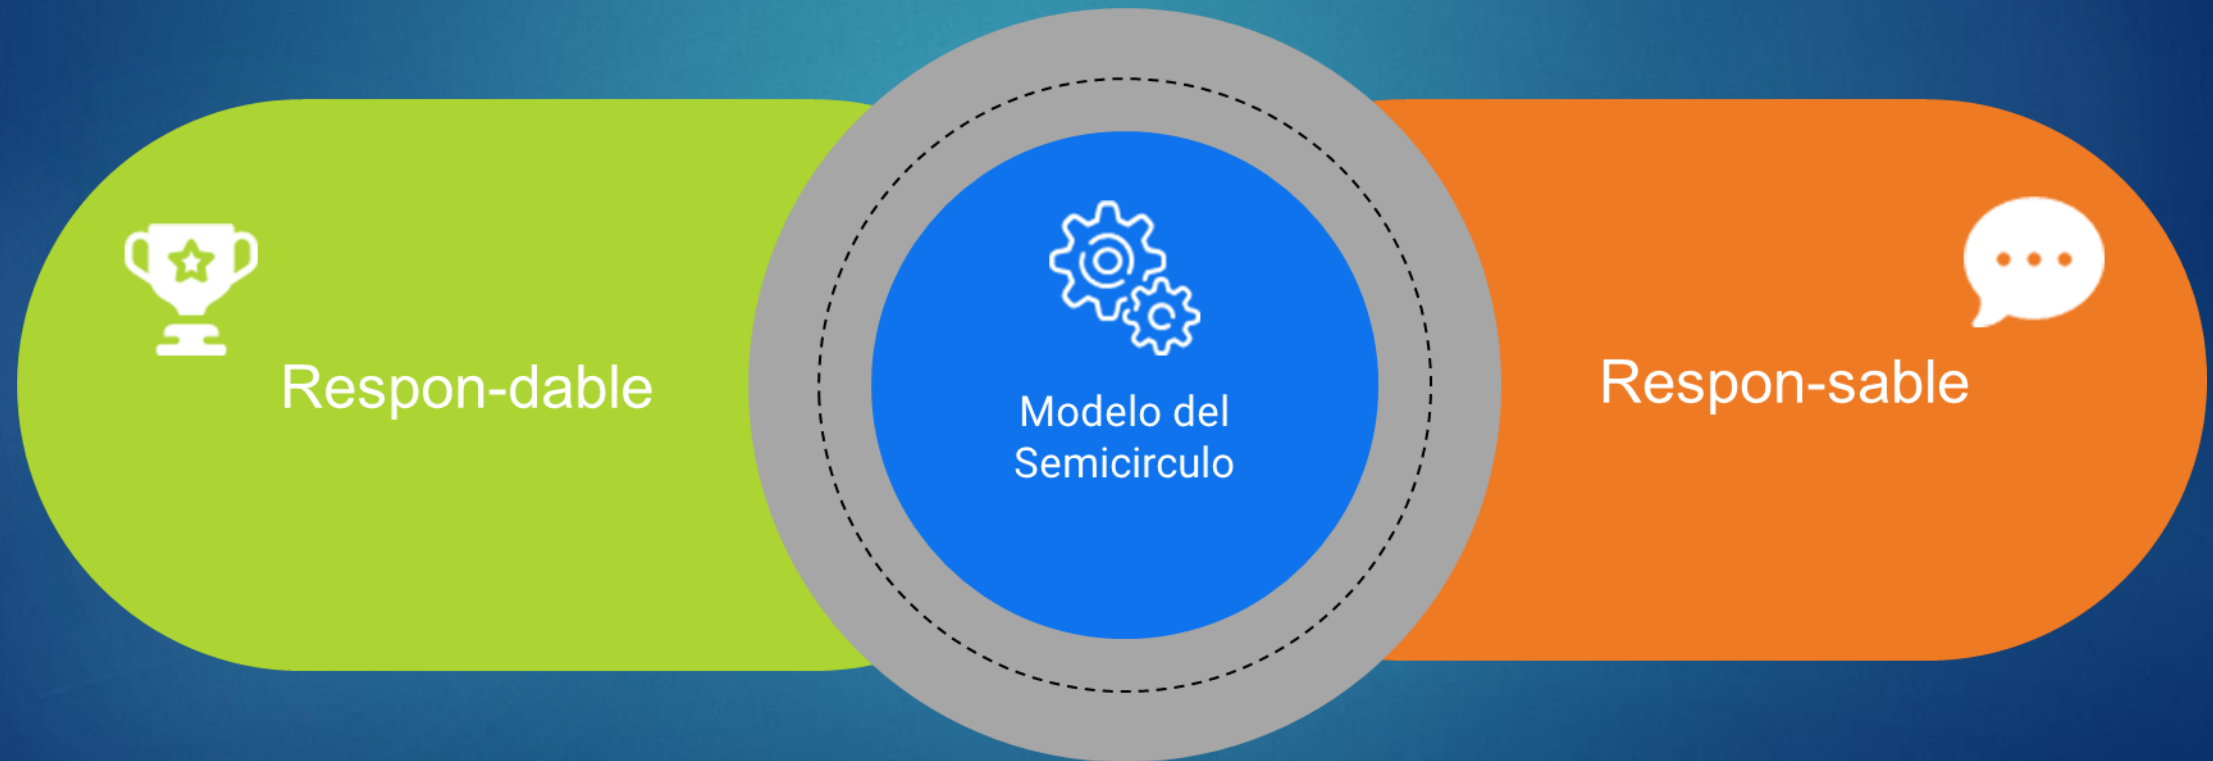 Respon-dable
Modelo del
Semicirculo
Respon-sable